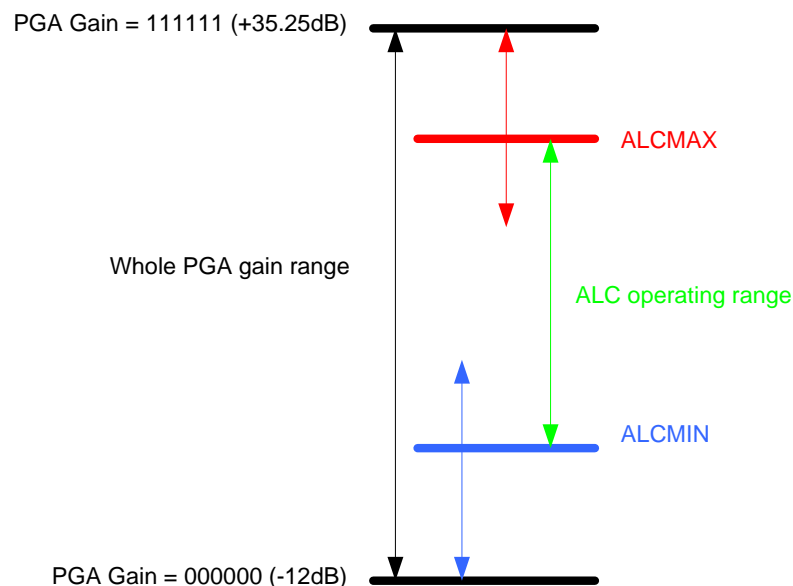 PGA Gain = 111111 (+35.25dB)
ALCMAX
Whole PGA gain range
ALC operating range
ALCMIN
PGA Gain = 000000 (-12dB)